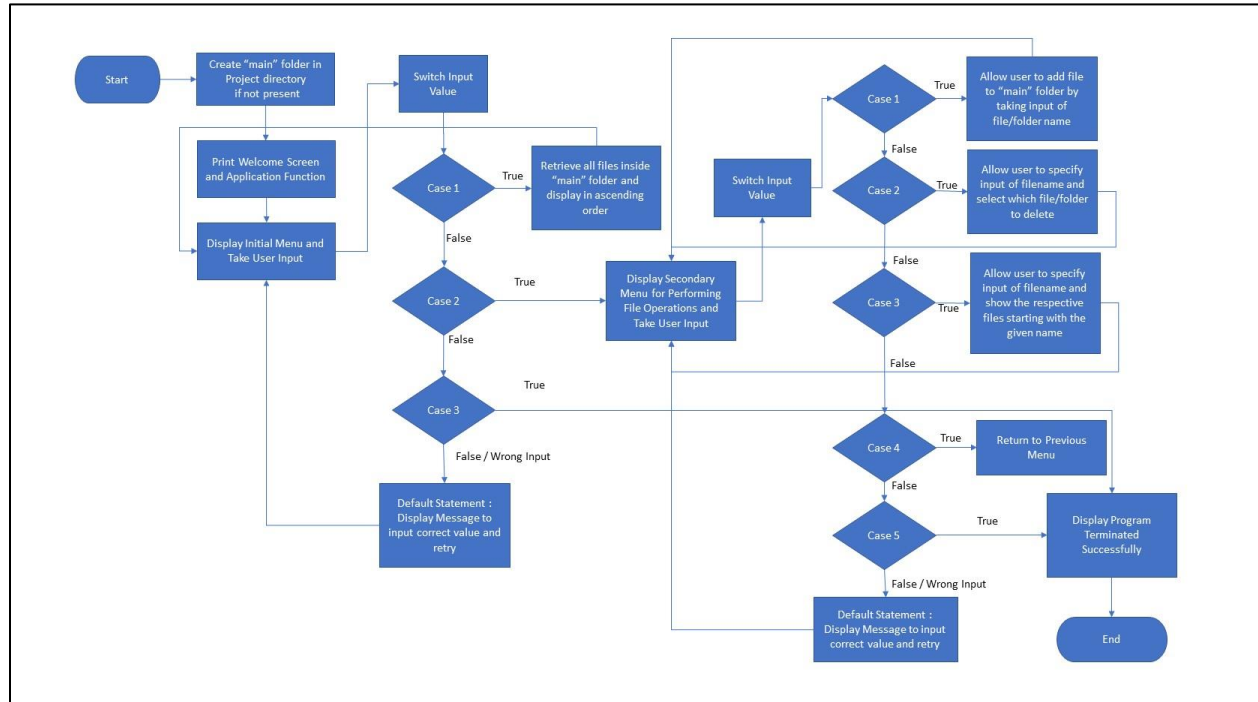 Start
Create “main” folder in
Project directory
if not present
Print Welcome Screen
and Application Function
Display Initial Menu and
Take User Input
Switch Input
Value
Case 1
True
Retrieve all files inside
“main” folder and
display in ascending
order
False
Case 2
True
False
Case 3
True
False / Wrong Input
Default Statement :
Display Message to
input correct value and
retry
Display Secondary
Menu for Performing
File Operations and
Take User Input
Switch Input
Value
Case 1
True
Allow user to add file
to “main” folder by
taking input of
file/folder name
False
Case 2
True
Allow user to specify
input of filename and
select which file/folder
to delete
False
Case 3
True
Allow user to specify
input of filename and
show the respective
files starting with the
given name
False
Case 4
True
Return to Previous
Menu
False
Case 5
True
Display Program
Terminated
Successfully
False / Wrong Input
Default Statement :
Display Message to input
correct value and retry
End